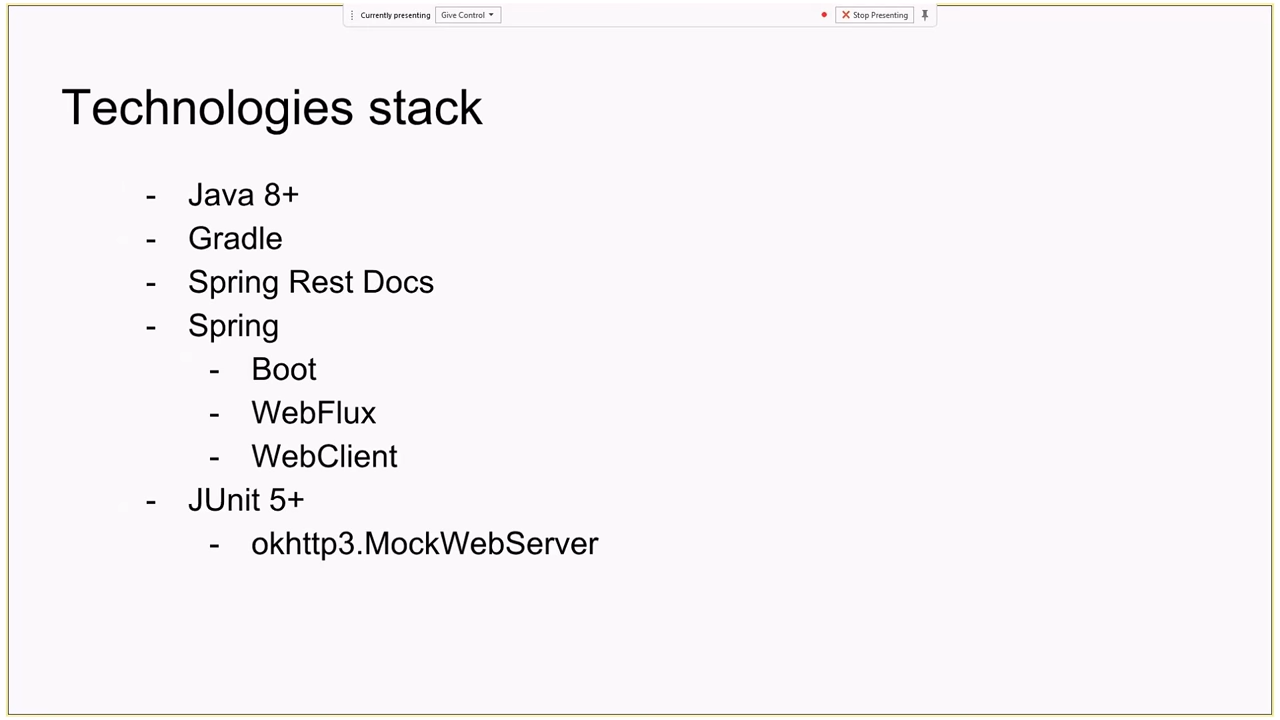 Currently presenting Give Control Stop Presenting
Technologies stack
- Java 8+
- Gradle
- Spring Rest Docs
- Spring
- Boot
- WebFlux
- WebClient
- JUnit 5+
- okhttp3.MockWebServer